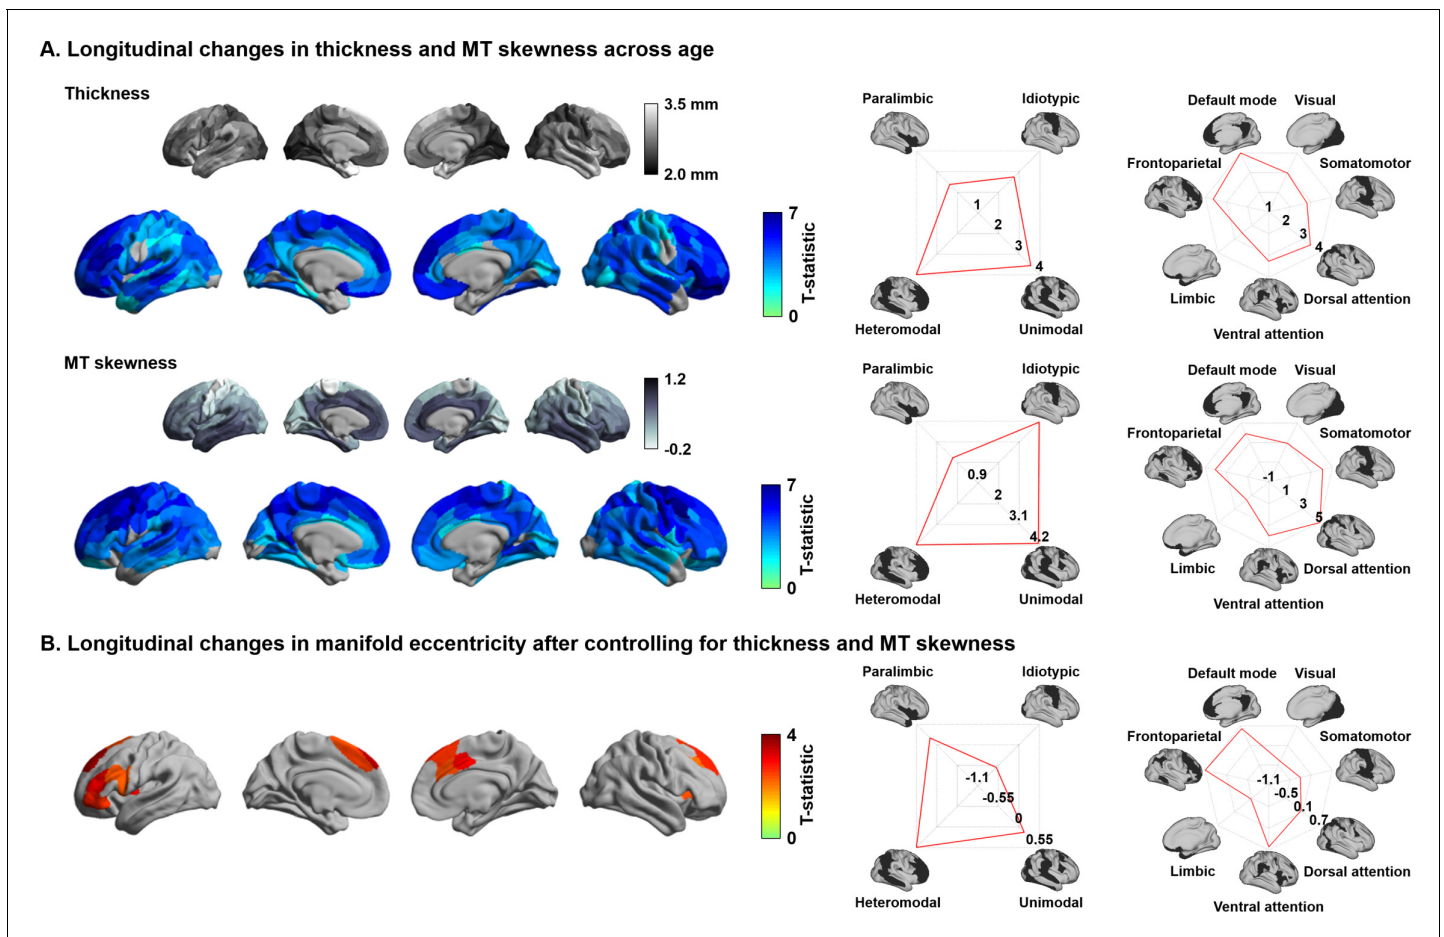 A. Longitudinal changes in thickness and MT skewness across age
Thickness
3.5 mm
2.0 mm
7
T-statistic
0
Paralimbic
Idiotypic
1
2
3
4
Heteromodal
Unimodal
Default mode
Visual
Frontoparietal
Somatomotor
1
2
3
4
Limbic
Dorsal attention
Ventral attention
MT skewness
1.2
-0.2
7
T-statistic
0
Paralimbic
Idiotypic
0.9
2
3.1
4.2
Heteromodal
Unimodal
Default mode
Visual
Frontoparietal
Somatomotor
-1
1
3
5
Limbic
Dorsal attention
Ventral attention
B. Longitudinal changes in manifold eccentricity after controlling for thickness and MT skewness
4
T-statistic
0
Paralimbic
Idiotypic
-1.1
-0.55
0
0.55
Heteromodal
Unimodal
Default mode
Visual
Frontoparietal
Somatomotor
-1.1
-0.5
0.1
0.7
Limbic
Dorsal attention
Ventral attention